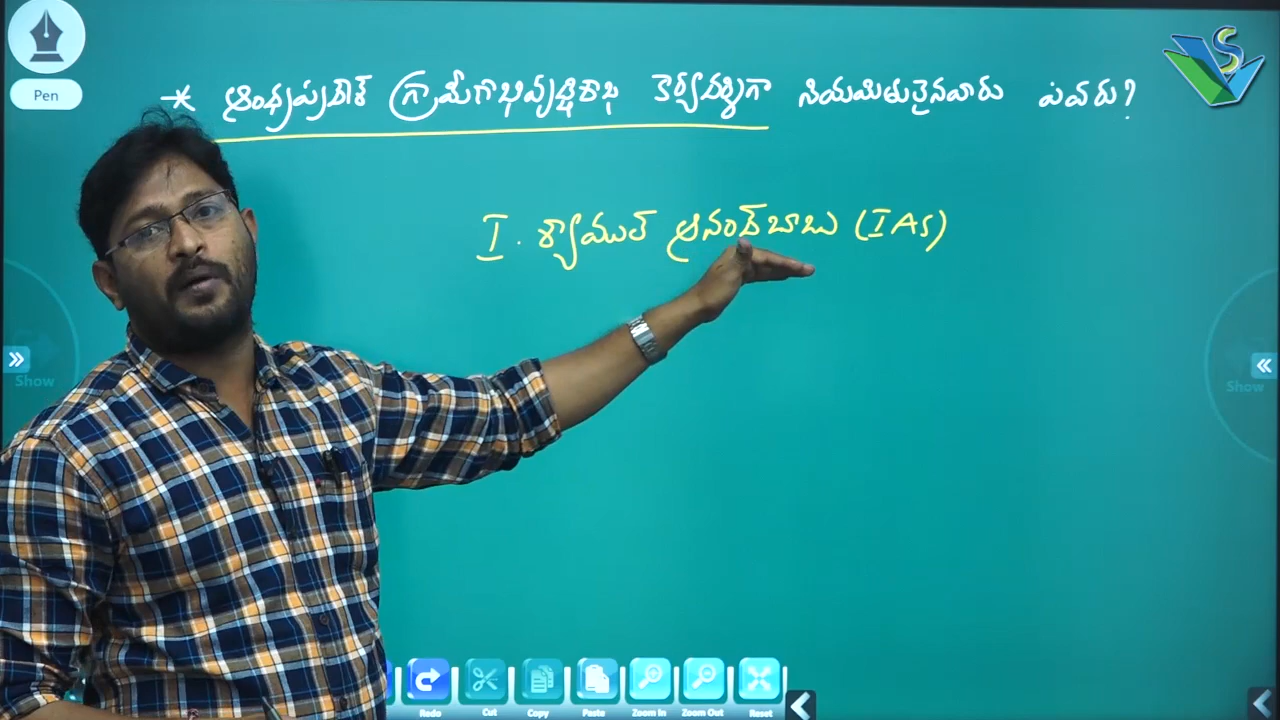 Pen
* ఆంధ్రప్రదేశ్ గ్రామీణాభివృద్ధిశాఖ కార్యదర్శిగా నియమితులైనవారు ఎవరు?
I. శ్యామల్ ఆనంద్‌బాబు (IAS)
Show
Show
Redo Cut Copy Paste Zoom In Zoom Out Reset